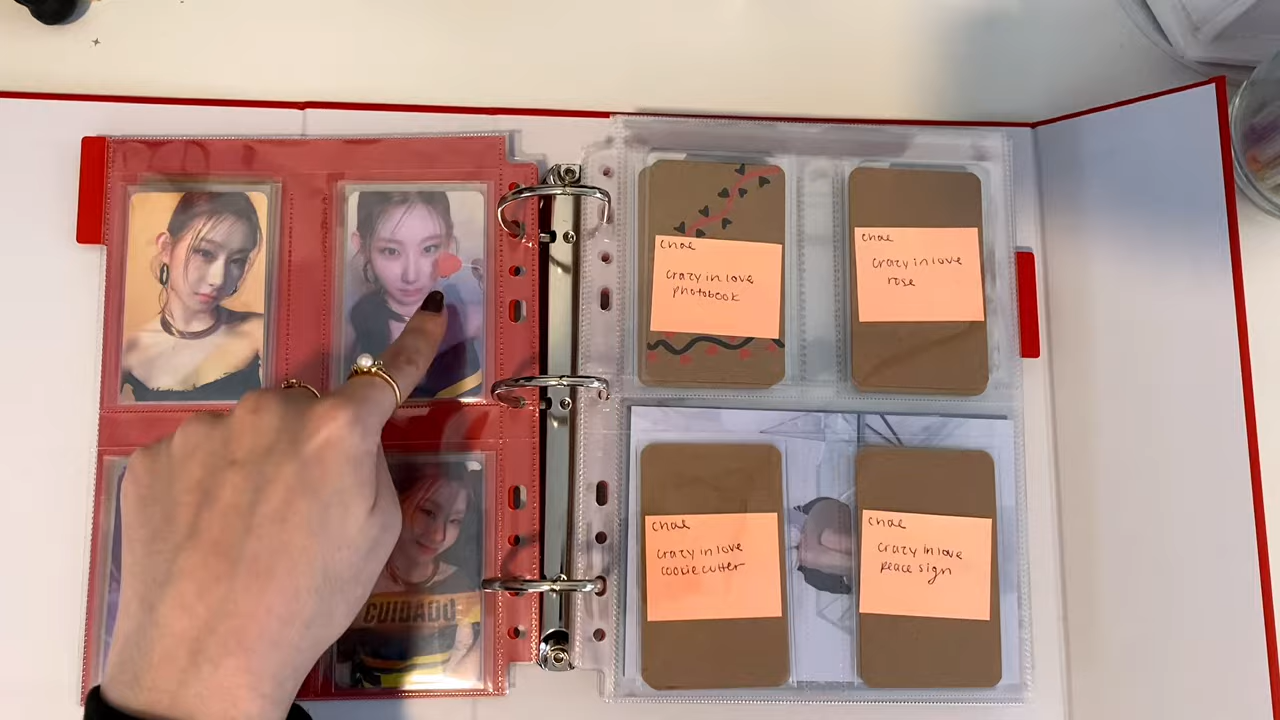 chae
crazy in love
photobook
chae
crazy in love
rose
CUIDADO
chae
crazy in love
cookie cutter
chae
crazy in love
peace sign